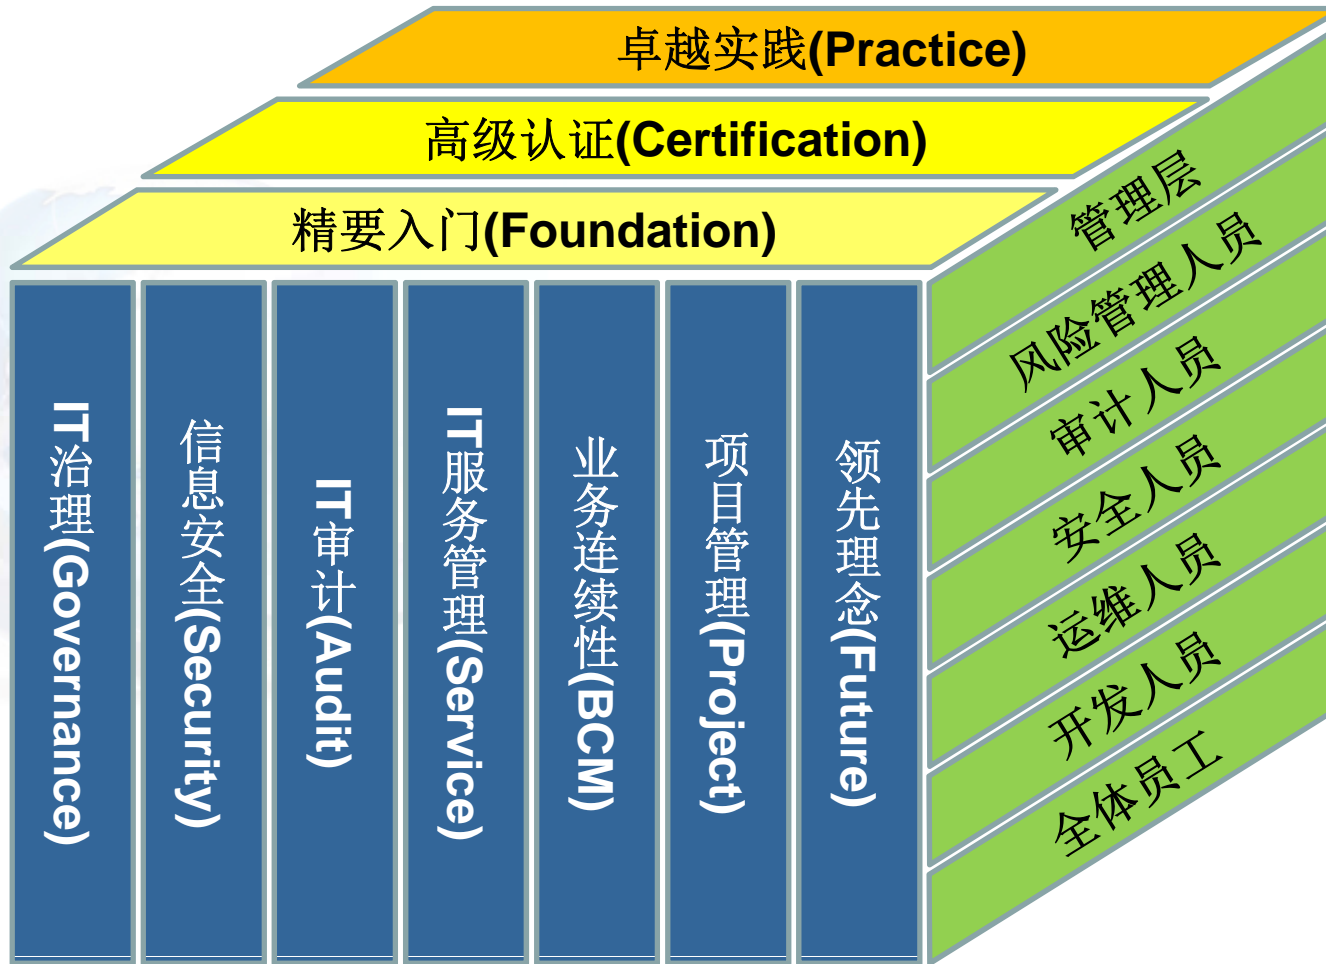 卓越实践(Practice)
高级认证(Certification)
精要入门(Foundation)
IT治理(Governance)
信息安全(Security)
IT审计(Audit)
IT服务管理(Service)
业务连续性(BCM)
项目管理(Project)
领先理念(Future)
管理层
风险管理人员
审计人员
安全人员
运维人员
开发人员
全体员工